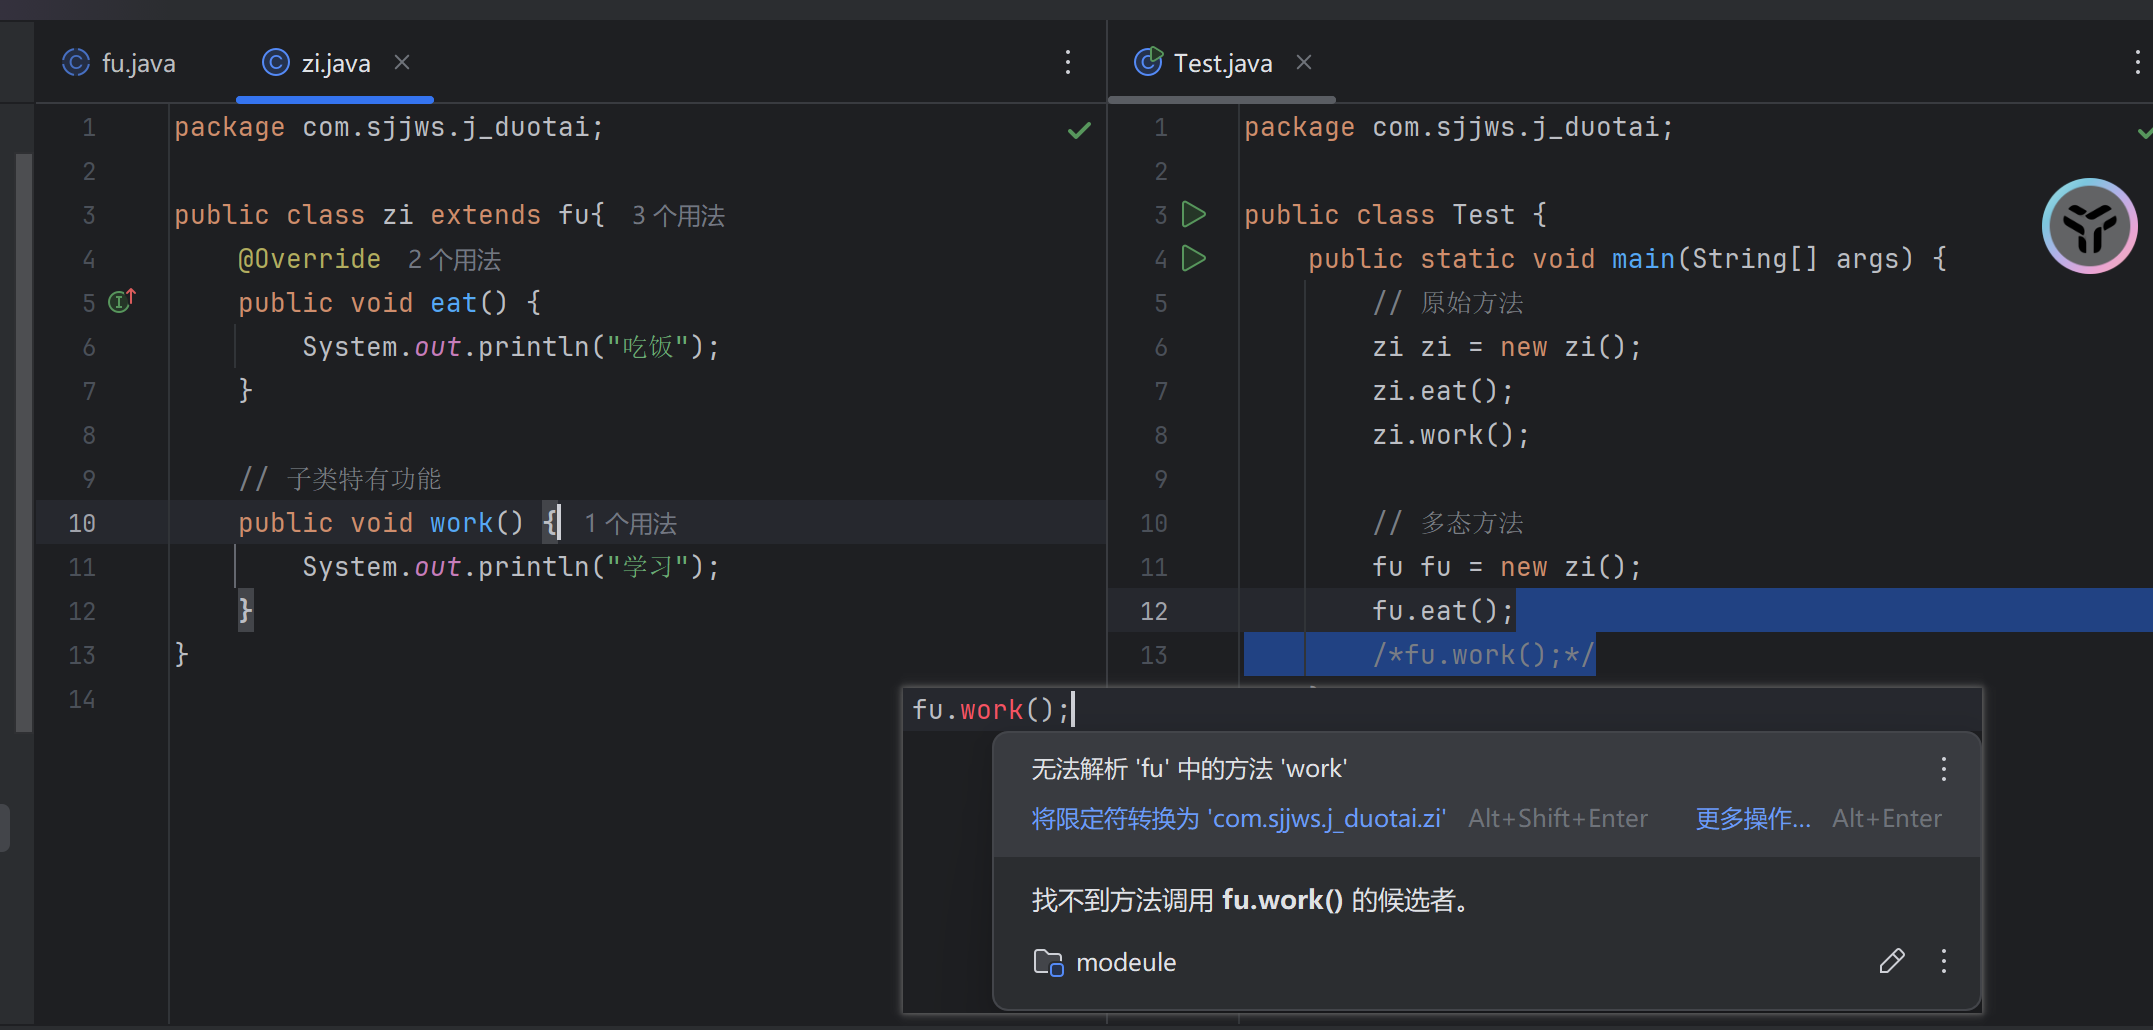 fu.java
zi.java
1 package com.sjjws.j_duotai;
2
3 public class zi extends fu{ 3 个用法
4 @Override 2 个用法
5 public void eat() {
6 System.out.println("吃饭");
7 }
8
9 // 子类特有功能
10 public void work() { 1 个用法
11 System.out.println("学习");
12 }
13 }
14
Test.java
1 package com.sjjws.j_duotai;
2
3 public class Test {
4 public static void main(String[] args) {
5 // 原始方法
6 zi zi = new zi();
7 zi.eat();
8 zi.work();
9
10 // 多态方法
11 fu fu = new zi();
12 fu.eat();
13 /*fu.work();*/
fu.work();
无法解析 'fu' 中的方法 'work'
将限定符转换为 'com.sjjws.j_duotai.zi' Alt+Shift+Enter 更多操作... Alt+Enter
找不到方法调用 fu.work() 的候选者。
modeule